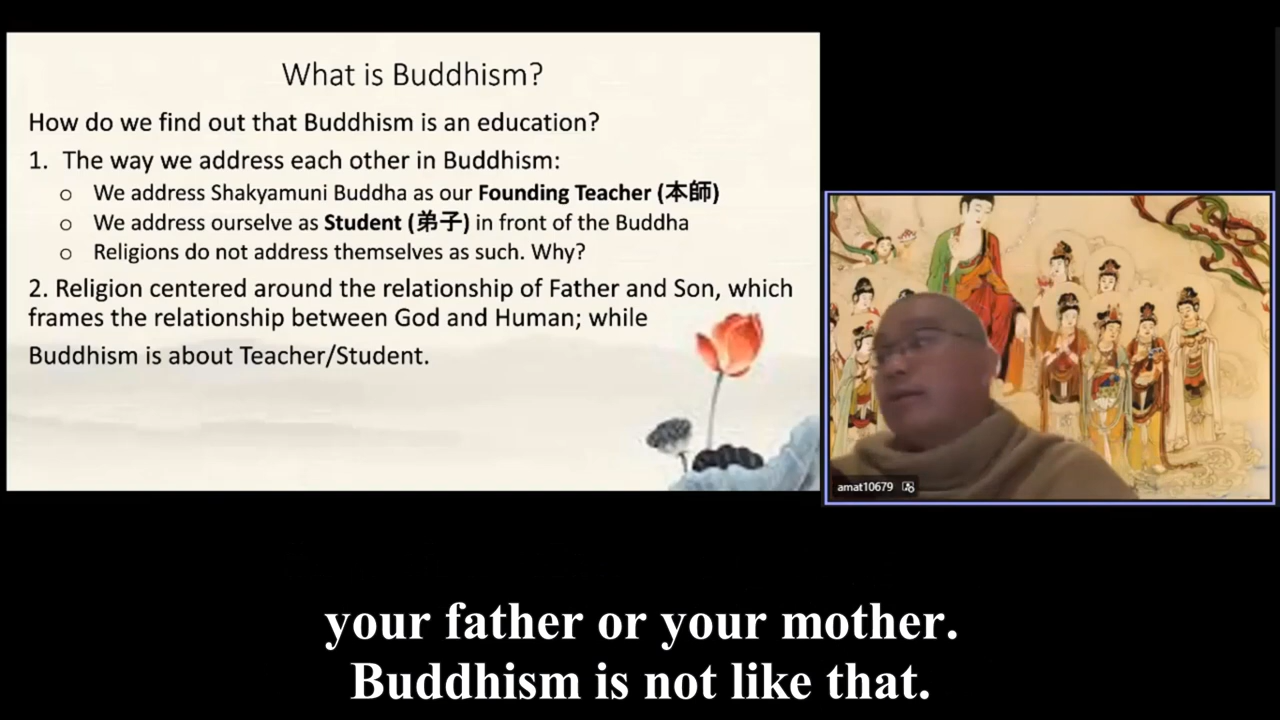 What is Buddhism?
How do we find out that Buddhism is an education?
1. The way we address each other in Buddhism:
o We address Shakyamuni Buddha as our Founding Teacher (本師)
o We address ourselve as Student (弟子) in front of the Buddha
o Religions do not address themselves as such. Why?
2. Religion centered around the relationship of Father and Son, which
frames the relationship between God and Human; while
Buddhism is about Teacher/Student.
amat10679
your father or your mother.
Buddhism is not like that.